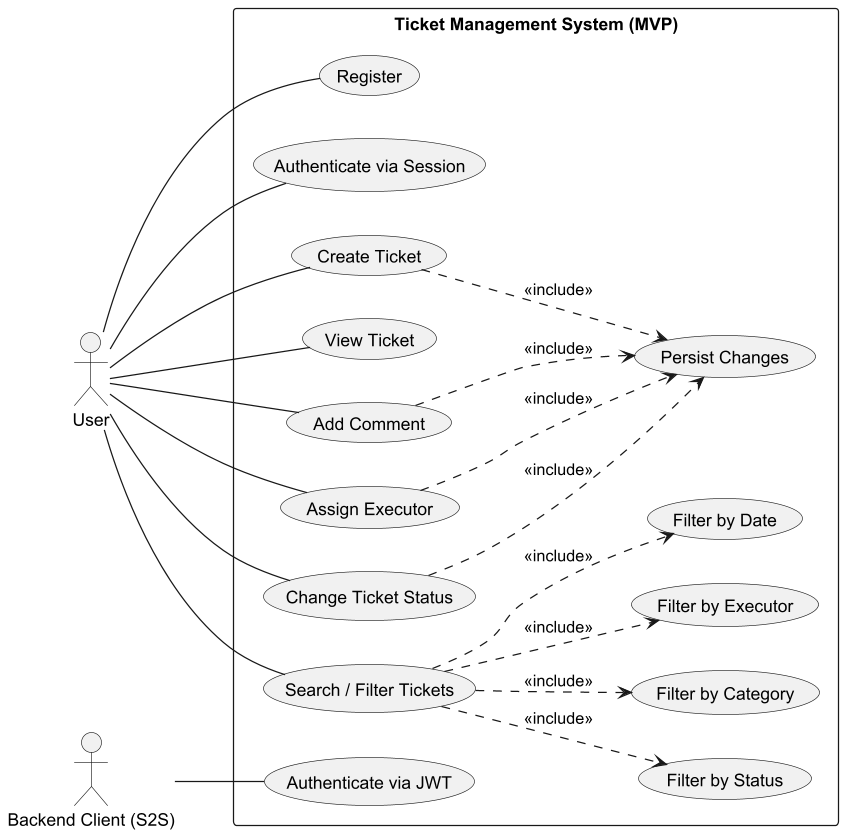 Ticket Management System (MVP)
Register
Authenticate via Session
Create Ticket
«include»
View Ticket
«include»
Persist Changes
«include»
User
Add Comment
«include»
Assign Executor
Filter by Date
«include»
Change Ticket Status
Filter by Executor
«include»
Search / Filter Tickets
«include»
Filter by Category
«include»
Authenticate via JWT
Filter by Status
Backend Client (S2S)